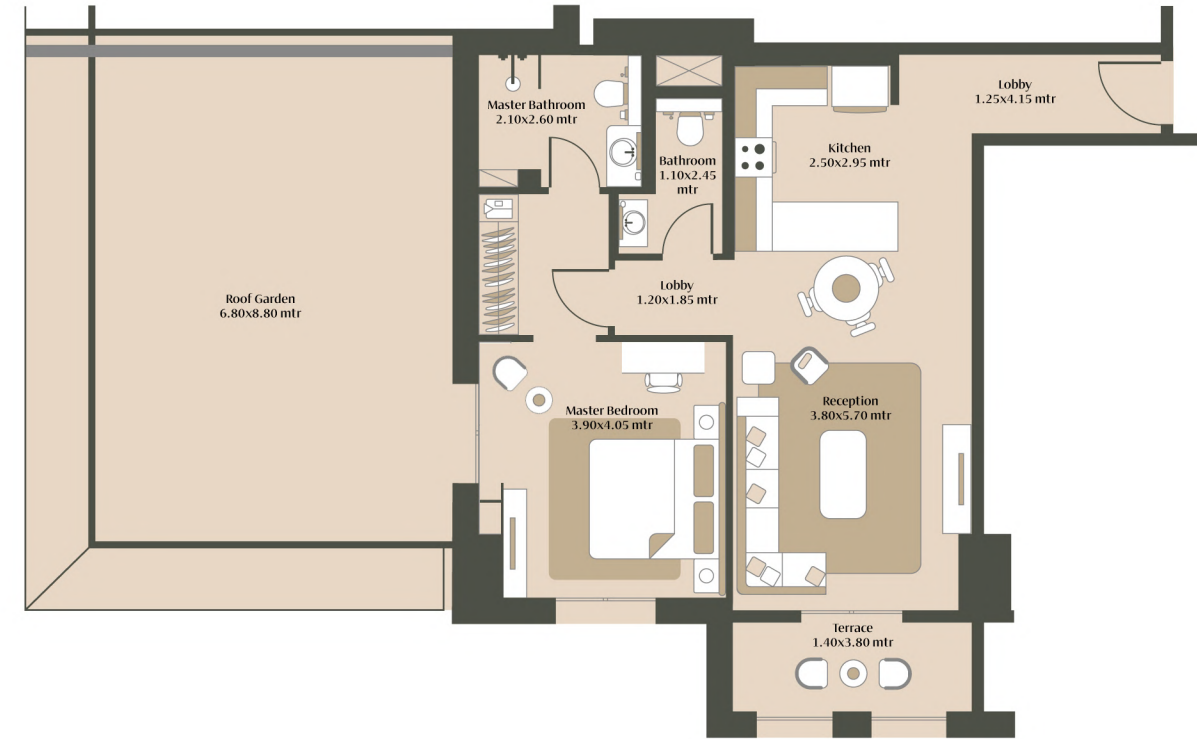 Master Bathroom
2.10x2.60 mtr
Lobby
1.25x4.15 mtr
Kitchen
2.50x2.95 mtr
Bathroom
1.10x2.45
mtr
Lobby
1.20x1.85 mtr
Roof Garden
6.80x8.80 mtr
Master Bedroom
3.90x4.05 mtr
Reception
3.80x5.70 mtr
Terrace
1.40x3.80 mtr